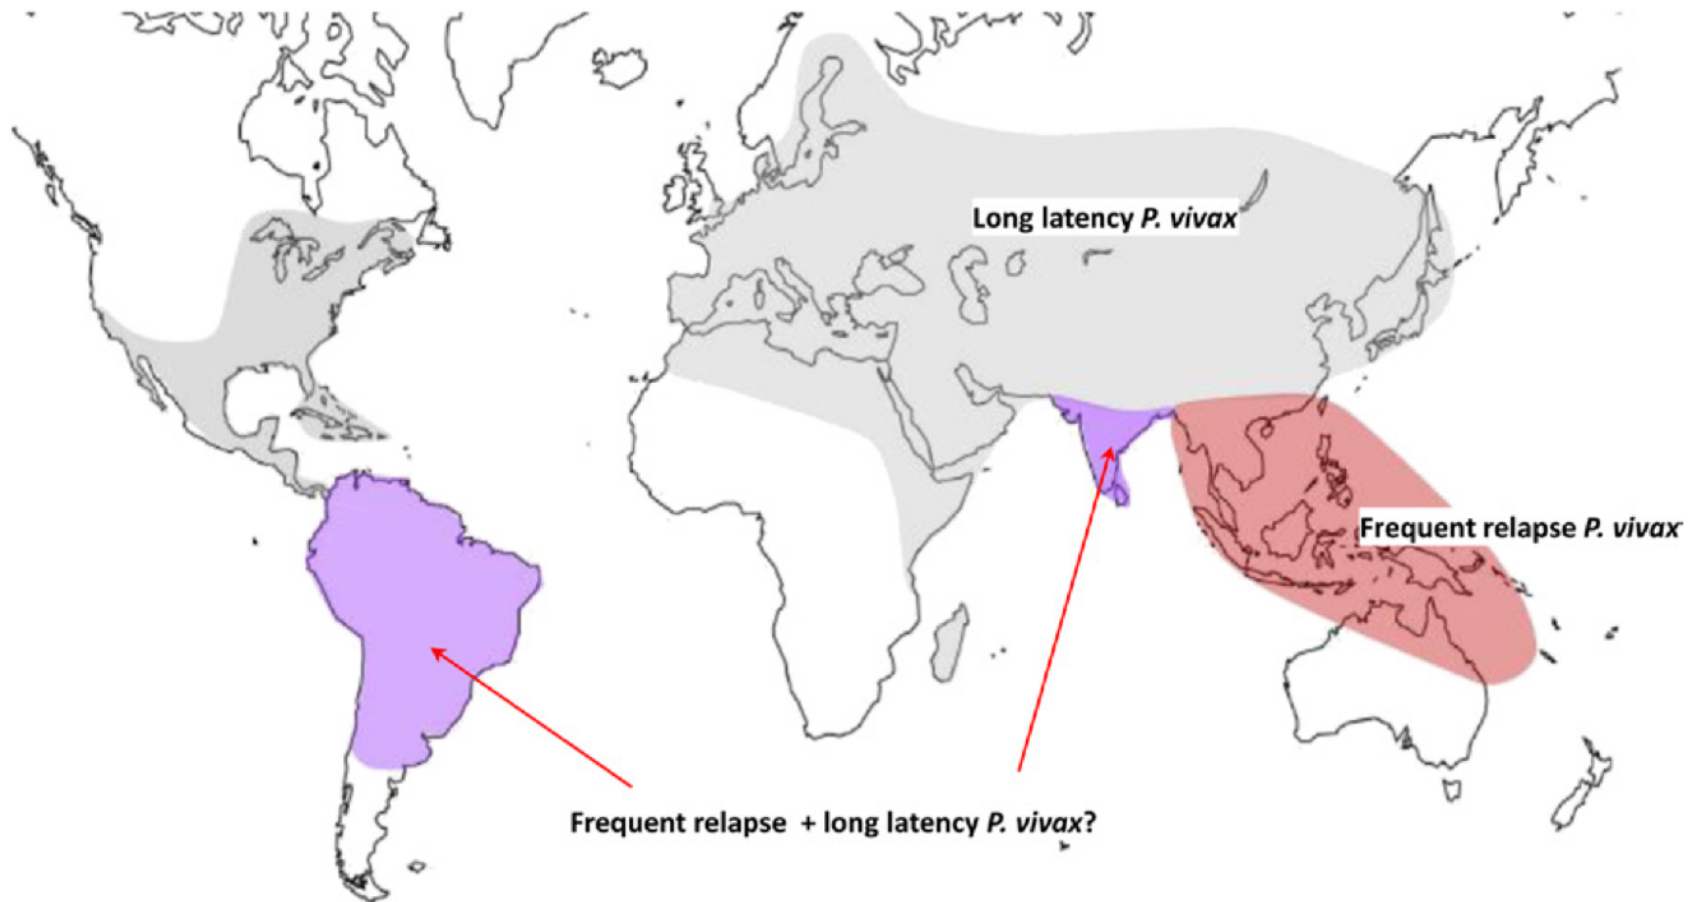 Long latency P. vivax
Frequent relapse P. vivax
Frequent relapse + long latency P. vivax?